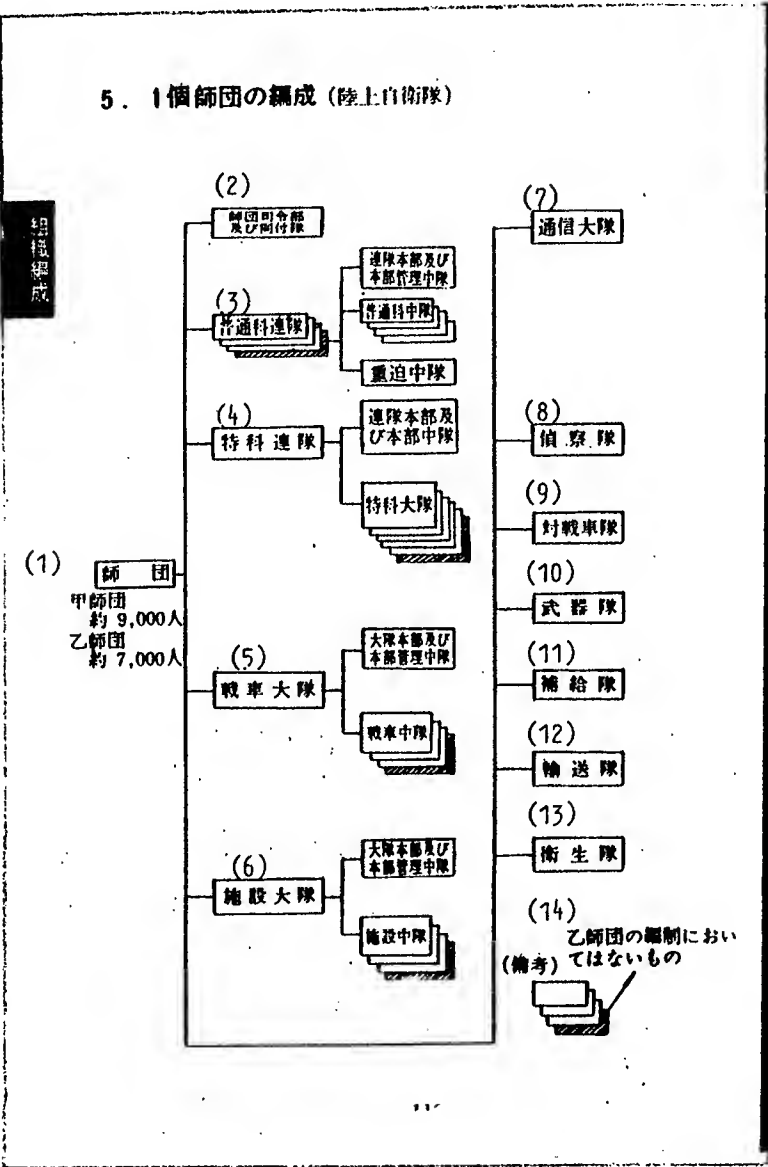 5．1個師団の編成（陸上自衛隊）
組織編成
(1)
師団
甲師団
約 9,000人
乙師団
約 7,000人
(2)
師団司令部
及び同付隊
(3)
普通科連隊
連隊本部及び
本部管理中隊
普通科中隊
重迫中隊
(4)
特科連隊
連隊本部及
び本部中隊
特科大隊
(5)
戦車大隊
大隊本部及び
本部管理中隊
戦車中隊
(6)
施設大隊
大隊本部及び
本部管理中隊
施設中隊
(7)
通信大隊
(8)
偵察隊
(9)
対戦車隊
(10)
武器隊
(11)
補給隊
(12)
輸送隊
(13)
衛生隊
(14)
(備考)
乙師団の編制におい
てはないもの